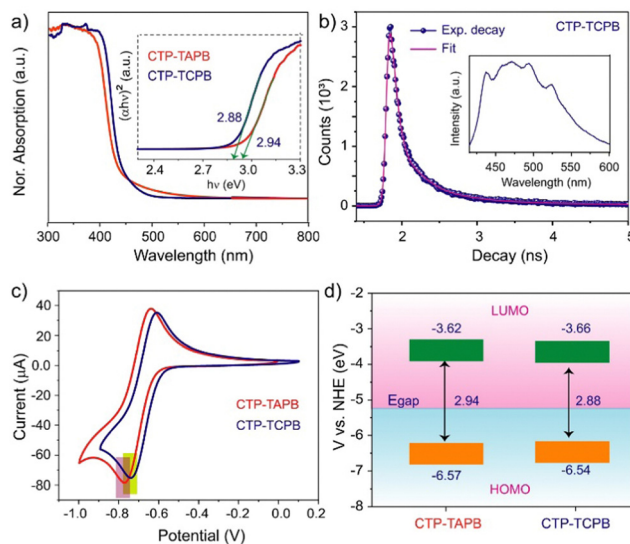 a)
Nor. Absorption (a.u.)
CTP-TAPB
CTP-TCPB
(αhν)² (a.u.)
2.88
2.94
2.4
2.7
3.0
3.3
hν (eV)
300 400 500 600 700 800
Wavelength (nm)
b)
CTP-TCPB
Exp. decay
Fit
Counts (10³)
3
2
1
0
Intensity (a.u.)
450 500 550 600
Wavelength (nm)
2 3 4 5
Decay (ns)
c)
Current (µA)
40
20
0.0
-20
-40
-60
-80
CTP-TAPB
CTP-TCPB
-1.0 -0.8 -0.6 -0.4 -0.2 0.0 0.2
Potential (V)
d)
V vs. NHE (eV)
-2
-3
-4
-5
-6
-7
-8
LUMO
-3.62
-3.66
Egap
2.94
2.88
-6.57
-6.54
HOMO
CTP-TAPB
CTP-TCPB